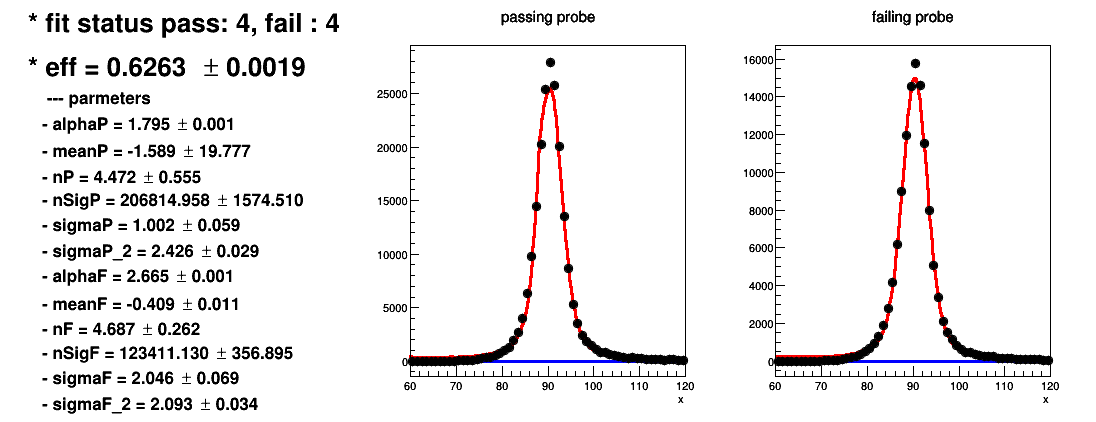 * fit status pass: 4, fail : 4
* eff = 0.6263 ± 0.0019
--- parmeters
- alphaP = 1.795 ± 0.001
- meanP = -1.589 ± 19.777
- nP = 4.472 ± 0.555
- nSigP = 206814.958 ± 1574.510
- sigmaP = 1.002 ± 0.059
- sigmaP_2 = 2.426 ± 0.029
- alphaF = 2.665 ± 0.001
- meanF = -0.409 ± 0.011
- nF = 4.687 ± 0.262
- nSigF = 123411.130 ± 356.895
- sigmaF = 2.046 ± 0.069
- sigmaF_2 = 2.093 ± 0.034
passing probe
25000
20000
15000
10000
5000
0
60 70 80 90 100 110 120
x
failing probe
16000
14000
12000
10000
8000
6000
4000
2000
0
60 70 80 90 100 110 120
x